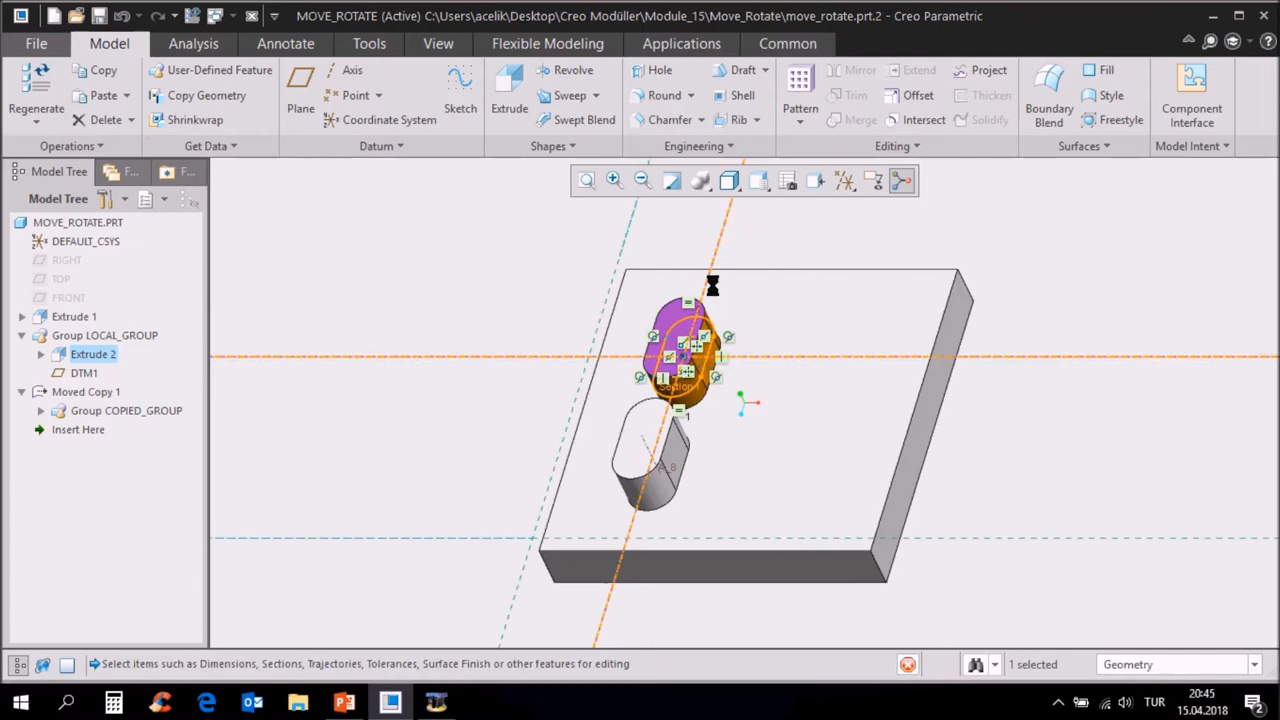 MOVE_ROTATE (Active) C:\Users\acelik\Desktop\Creo Modüller\Module_15\Move_Rotate\move_rotate.prt.2 - Creo Parametric
File Model Analysis Annotate Tools View Flexible Modeling Applications Common
Regenerate
Copy
Paste
Delete
Operations
User-Defined Feature
Copy Geometry
Shrinkwrap
Get Data
Plane
Axis
Point
Coordinate System
Sketch
Datum
Extrude
Revolve
Sweep
Swept Blend
Shapes
Hole
Round
Chamfer
Draft
Shell
Rib
Engineering
Pattern
Mirror
Trim
Merge
Extend
Offset
Intersect
Project
Thicken
Solidify
Editing
Boundary
Blend
Fill
Style
Freestyle
Surfaces
Component
Interface
Model Intent
Model Tree F... F...
Model Tree
MOVE_ROTATE.PRT
DEFAULT_CSYS
RIGHT
TOP
FRONT
Extrude 1
Group LOCAL_GROUP
Extrude 2
DTM1
Moved Copy 1
Group COPIED_GROUP
Insert Here
Section 1
1
A_8
Select items such as Dimensions, Sections, Trajectories, Tolerances, Surface Finish or other features for editing
1 selected
Geometry
TUR
20:45
15.04.2018
2